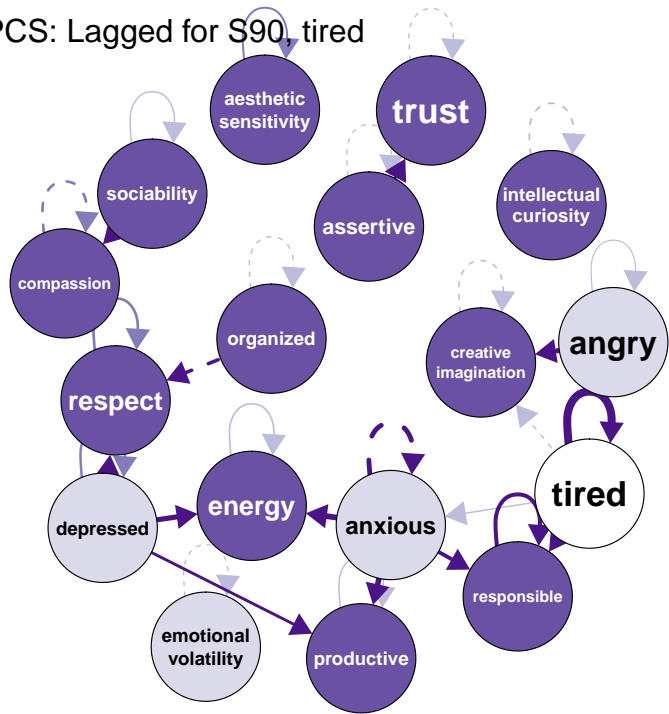 PCS: Lagged for S90, tired
aesthetic
sensitivity
trust
sociability
assertive
intellectual
curiosity
compassion
organized
creative
imagination
angry
respect
tired
energy
anxious
depressed
responsible
emotional
volatility
productive